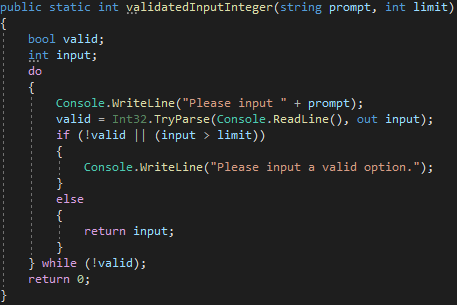 public static int validatedInputInteger(string prompt, int limit)
{
    bool valid;
    int input;
    do
    {
        Console.WriteLine("Please input " + prompt);
        valid = Int32.TryParse(Console.ReadLine(), out input);
        if (!valid || (input > limit))
        {
            Console.WriteLine("Please input a valid option.");
        }
        else
        {
            return input;
        }
    } while (!valid);
    return 0;
}